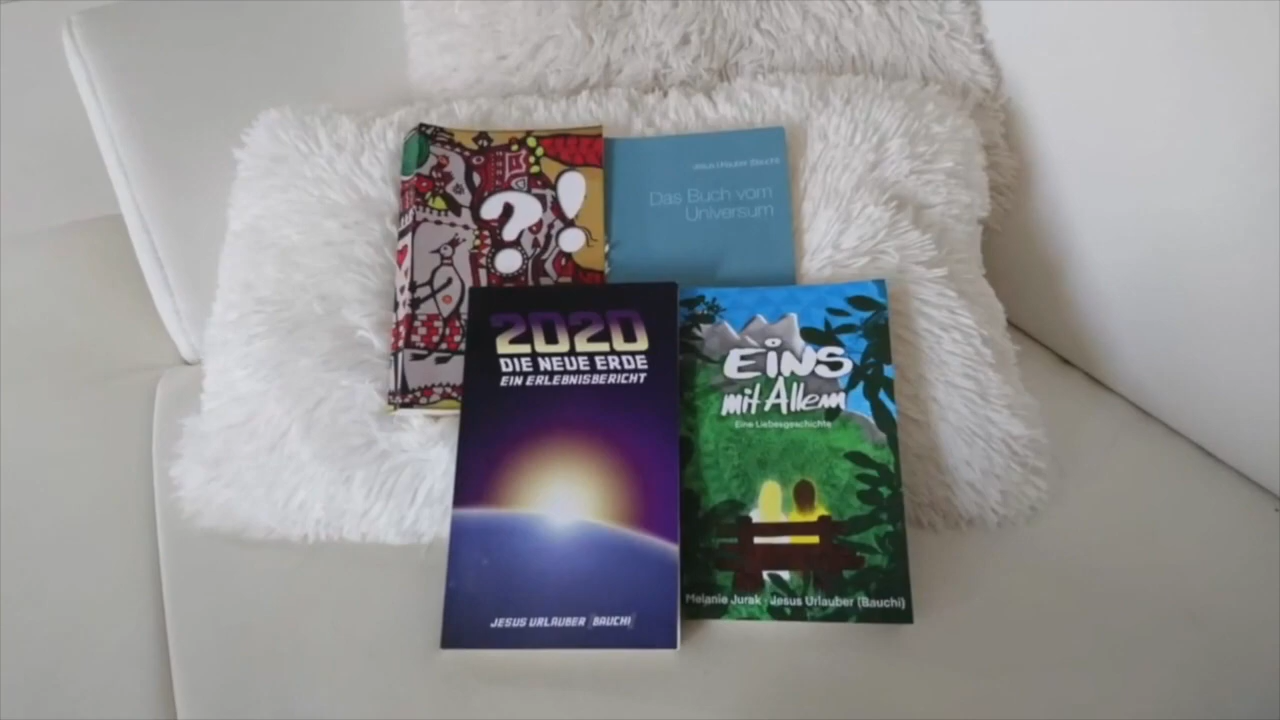 ?!
Das Buch vom
Universum
2020
DIE NEUE ERDE
EIN ERLEBNISBERICHT
JESUS URLAUBER (BAUCHI)
EINS
mit Allem
Eine Liebesgeschichte
Melanie Jurak · Jesus Urlauber (Bauchi)